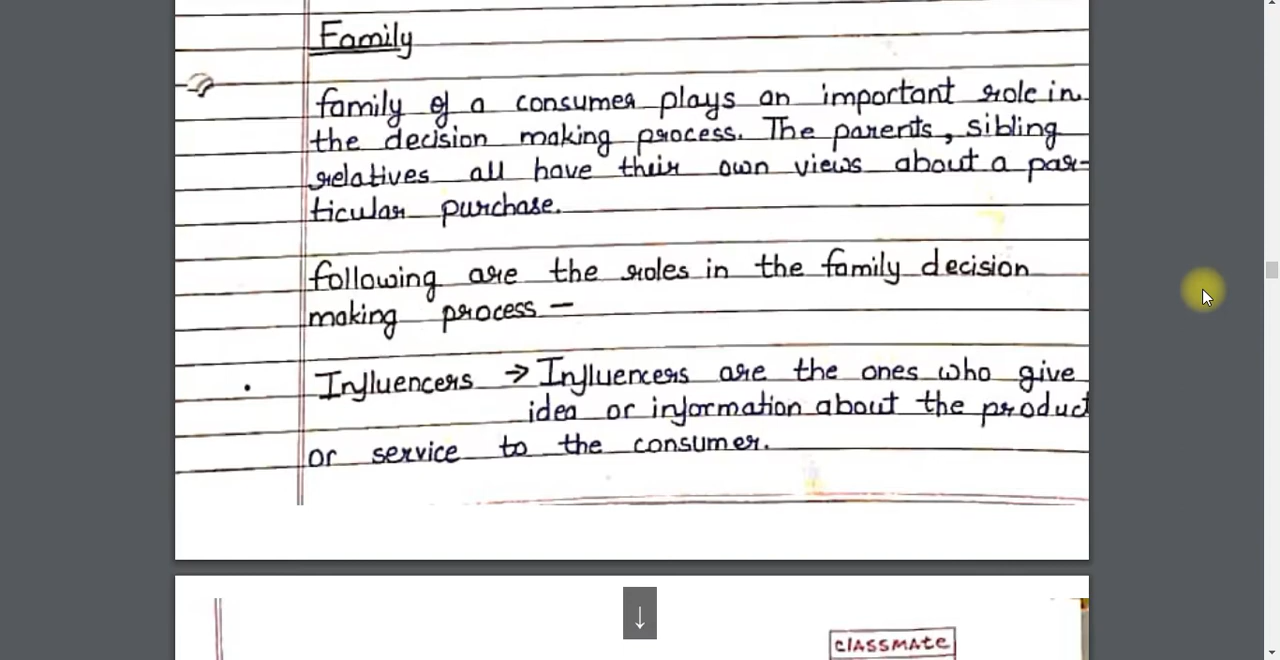 Family
family of a consumer plays an important role in
the decision making process. The parents, sibling
relatives all have their own views about a par-
ticular purchase.
following are the roles in the family decision
making process —
. Influencers → Influencers are the ones who give
idea or information about the product
or service to the consumer.
CLASSMATE